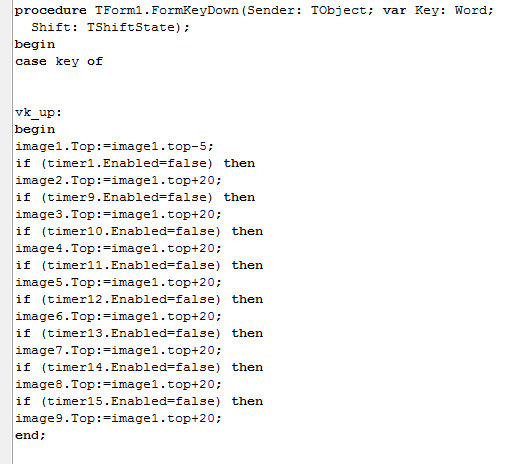 procedure TForm1.FormKeyDown(Sender: TObject; var Key: Word;
Shift: TShiftState);
begin
case key of
vk_up:
begin
image1.Top:=image1.top-5;
if (timer1.Enabled=false) then
image2.Top:=image1.top+20;
if (timer9.Enabled=false) then
image3.Top:=image1.top+20;
if (timer10.Enabled=false) then
image4.Top:=image1.top+20;
if (timer11.Enabled=false) then
image5.Top:=image1.top+20;
if (timer12.Enabled=false) then
image6.Top:=image1.top+20;
if (timer13.Enabled=false) then
image7.Top:=image1.top+20;
if (timer14.Enabled=false) then
image8.Top:=image1.top+20;
if (timer15.Enabled=false) then
image9.Top:=image1.top+20;
end;